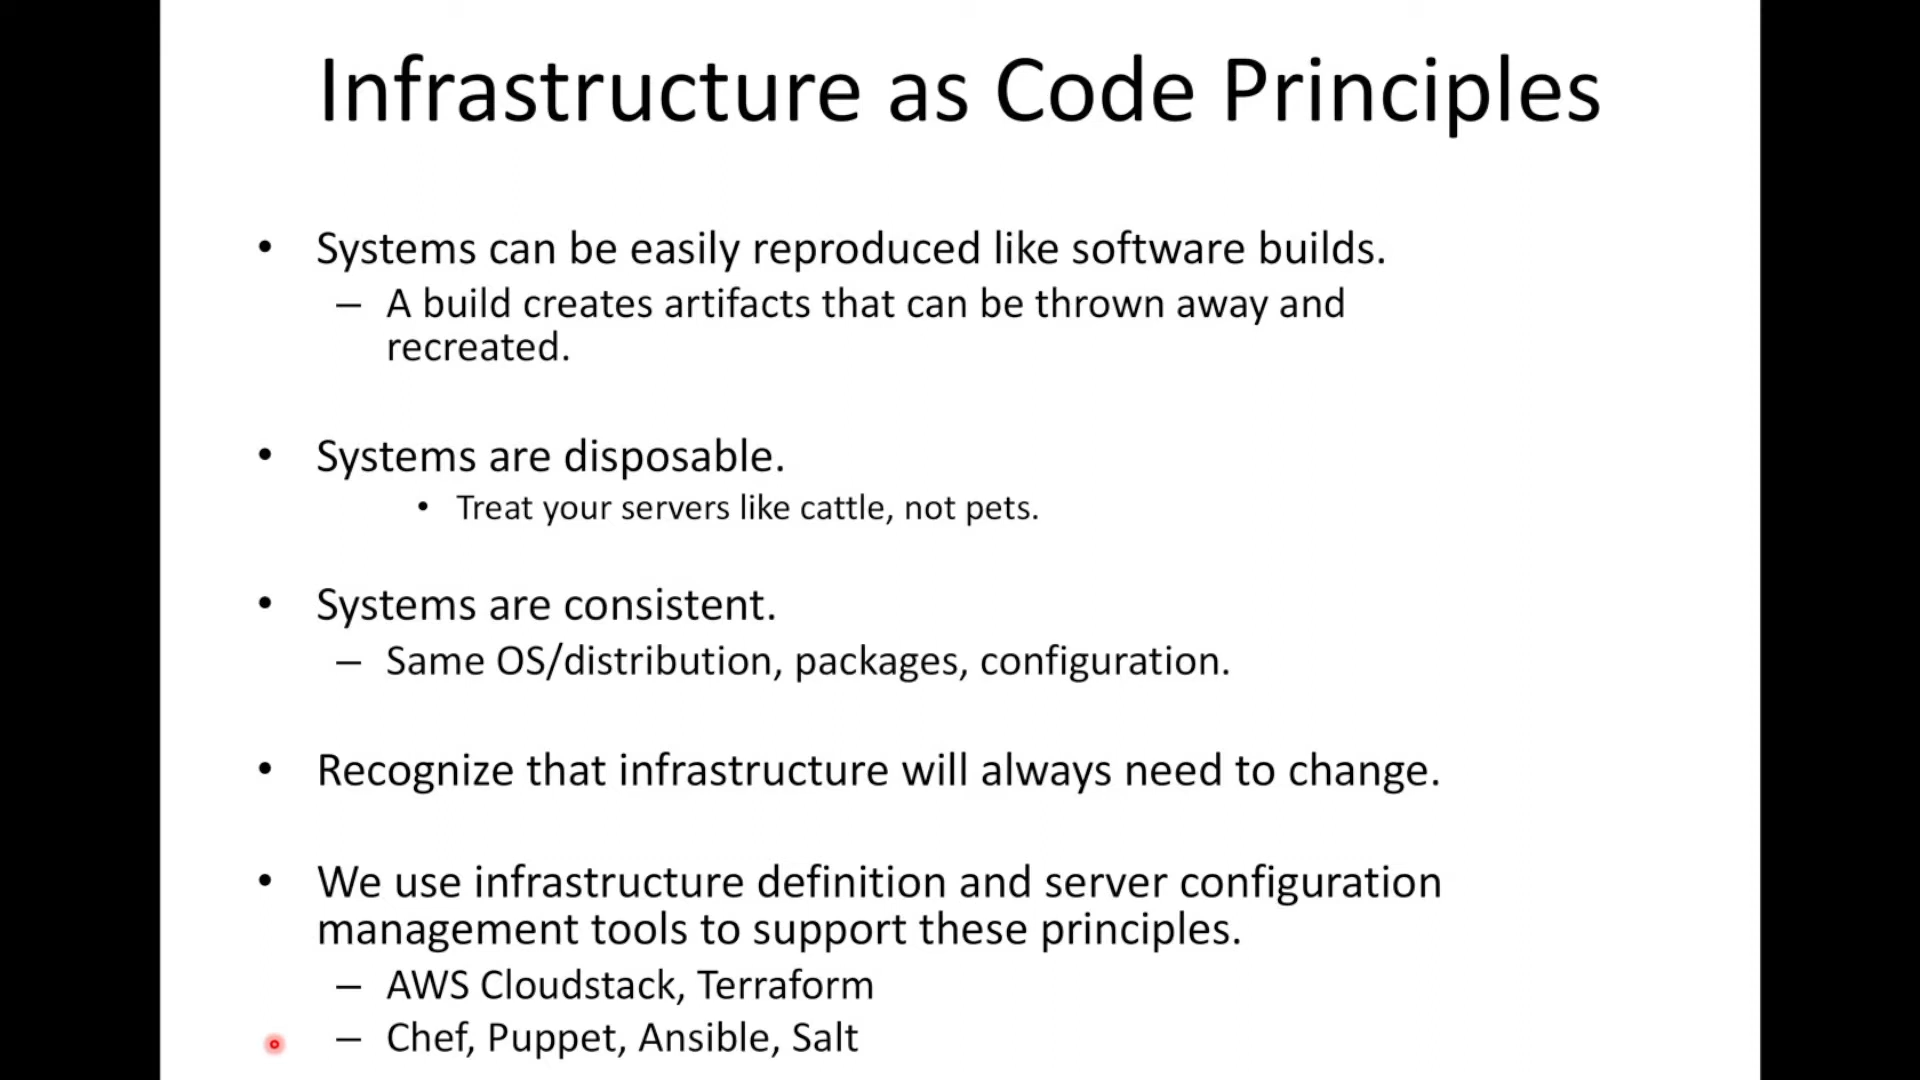 Infrastructure as Code Principles
• Systems can be easily reproduced like software builds.
– A build creates artifacts that can be thrown away and
recreated.
• Systems are disposable.
• Treat your servers like cattle, not pets.
• Systems are consistent.
– Same OS/distribution, packages, configuration.
• Recognize that infrastructure will always need to change.
• We use infrastructure definition and server configuration
management tools to support these principles.
– AWS Cloudstack, Terraform
– Chef, Puppet, Ansible, Salt